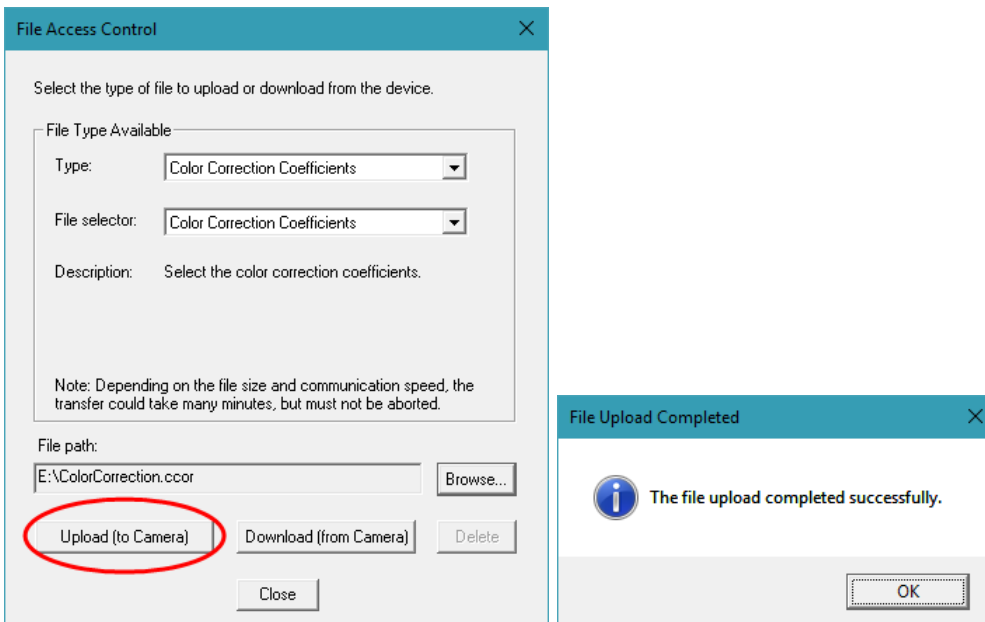 File Access Control
Select the type of file to upload or download from the device.
File Type Available
Type:
Color Correction Coefficients
File selector:
Color Correction Coefficients
Description:
Select the color correction coefficients.
Note: Depending on the file size and communication speed, the
transfer could take many minutes, but must not be aborted.
File path:
E:\ColorCorrection.ccor
Browse...
Upload (to Camera)
Download (from Camera)
Delete
Close
File Upload Completed
The file upload completed successfully.
OK